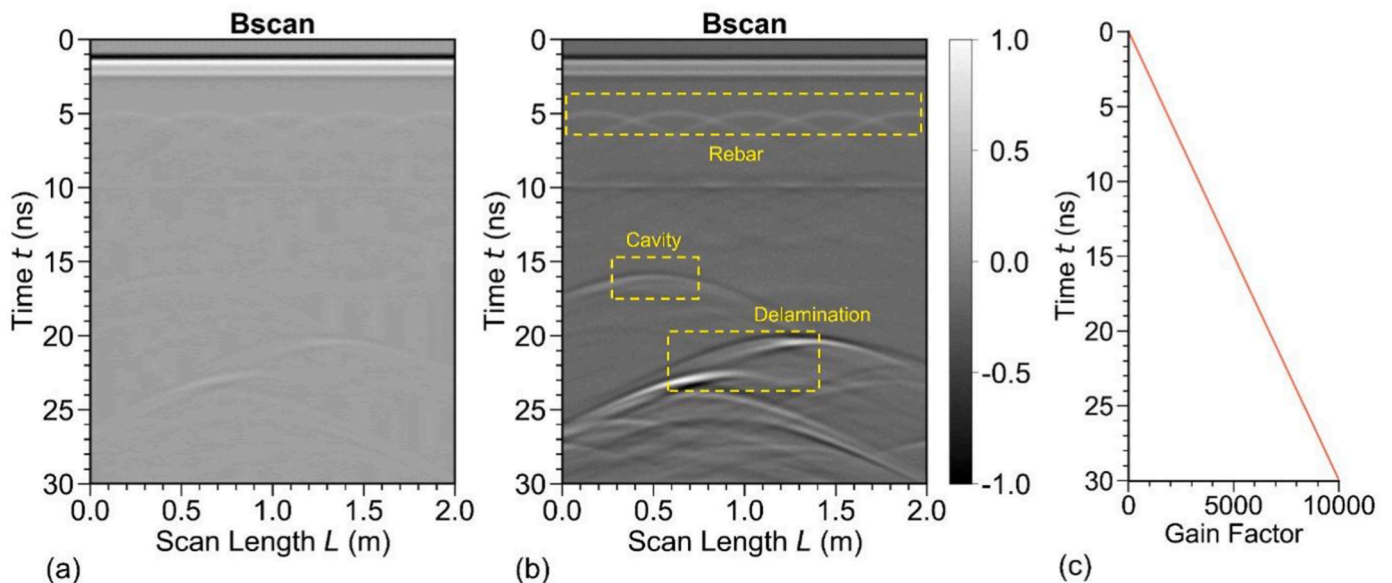 Bscan
0
5
10
15
20
25
30
Time t (ns)
0.0
0.5
1.0
1.5
2.0
Scan Length L (m)
(a)
Bscan
0
5
10
15
20
25
30
Time t (ns)
Rebar
Cavity
Delamination
0.0
0.5
1.0
1.5
2.0
Scan Length L (m)
(b)
1.0
0.5
0.0
-0.5
-1.0
0
5
10
15
20
25
30
Time t (ns)
0
5000
10000
Gain Factor
(c)